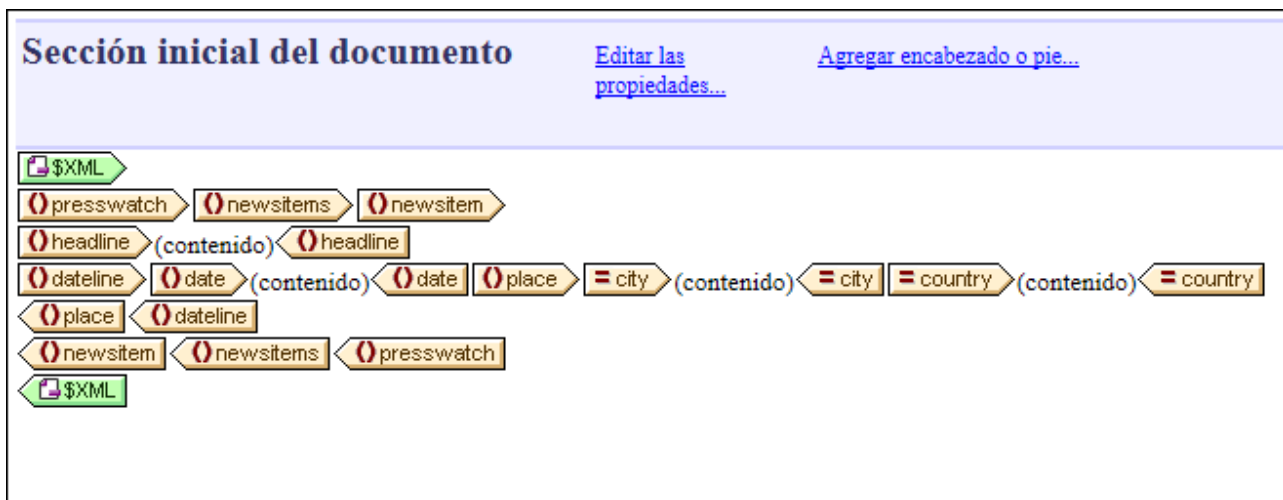 Sección inicial del documento Editar las Agregar encabezado o pie...
propiedades...
$XML
() presswatch () newsitems () newsitem
() headline (contenido) () headline
() dateline () date (contenido) () date () place = city (contenido) = city = country (contenido) = country
() place () dateline
() newsitem () newsitems () presswatch
$XML